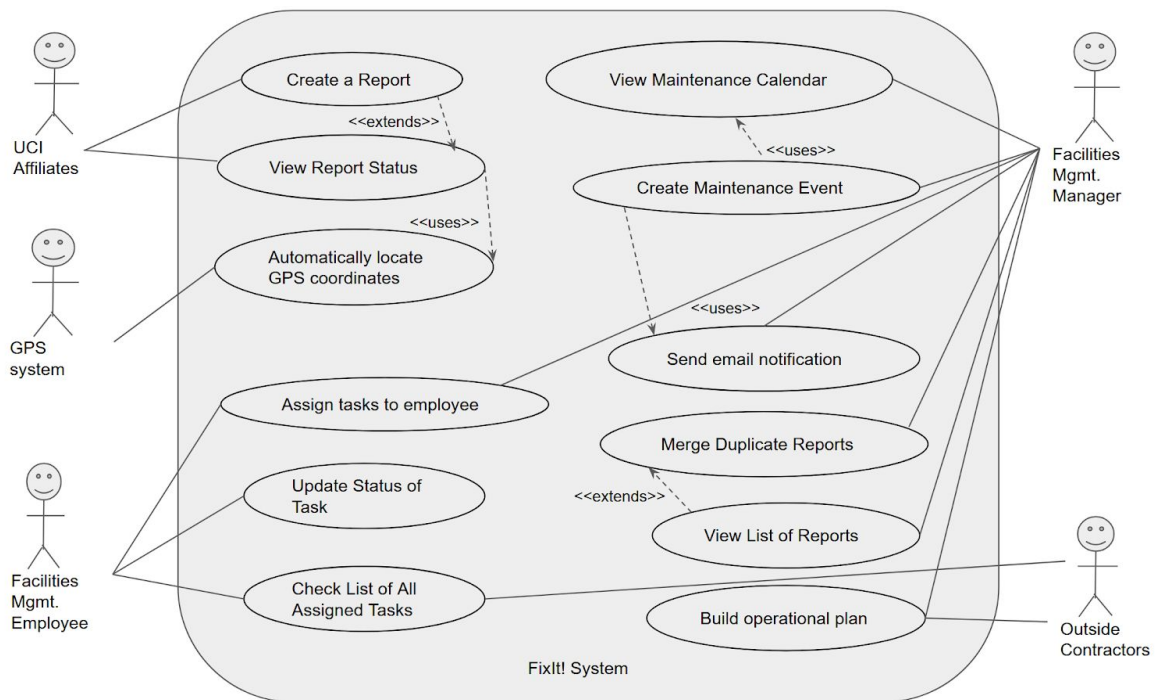 UCI
Affiliates
Create a Report
<<extends>>
View Report Status
<<uses>>
Automatically locate
GPS coordinates
GPS
system
View Maintenance Calendar
<<uses>>
Create Maintenance Event
Facilities
Mgmt.
Manager
<<uses>>
Send email notification
Assign tasks to employee
Merge Duplicate Reports
<<extends>>
View List of Reports
Update Status of
Task
Check List of All
Assigned Tasks
Facilities
Mgmt.
Employee
Build operational plan
Outside
Contractors
FixIt! System